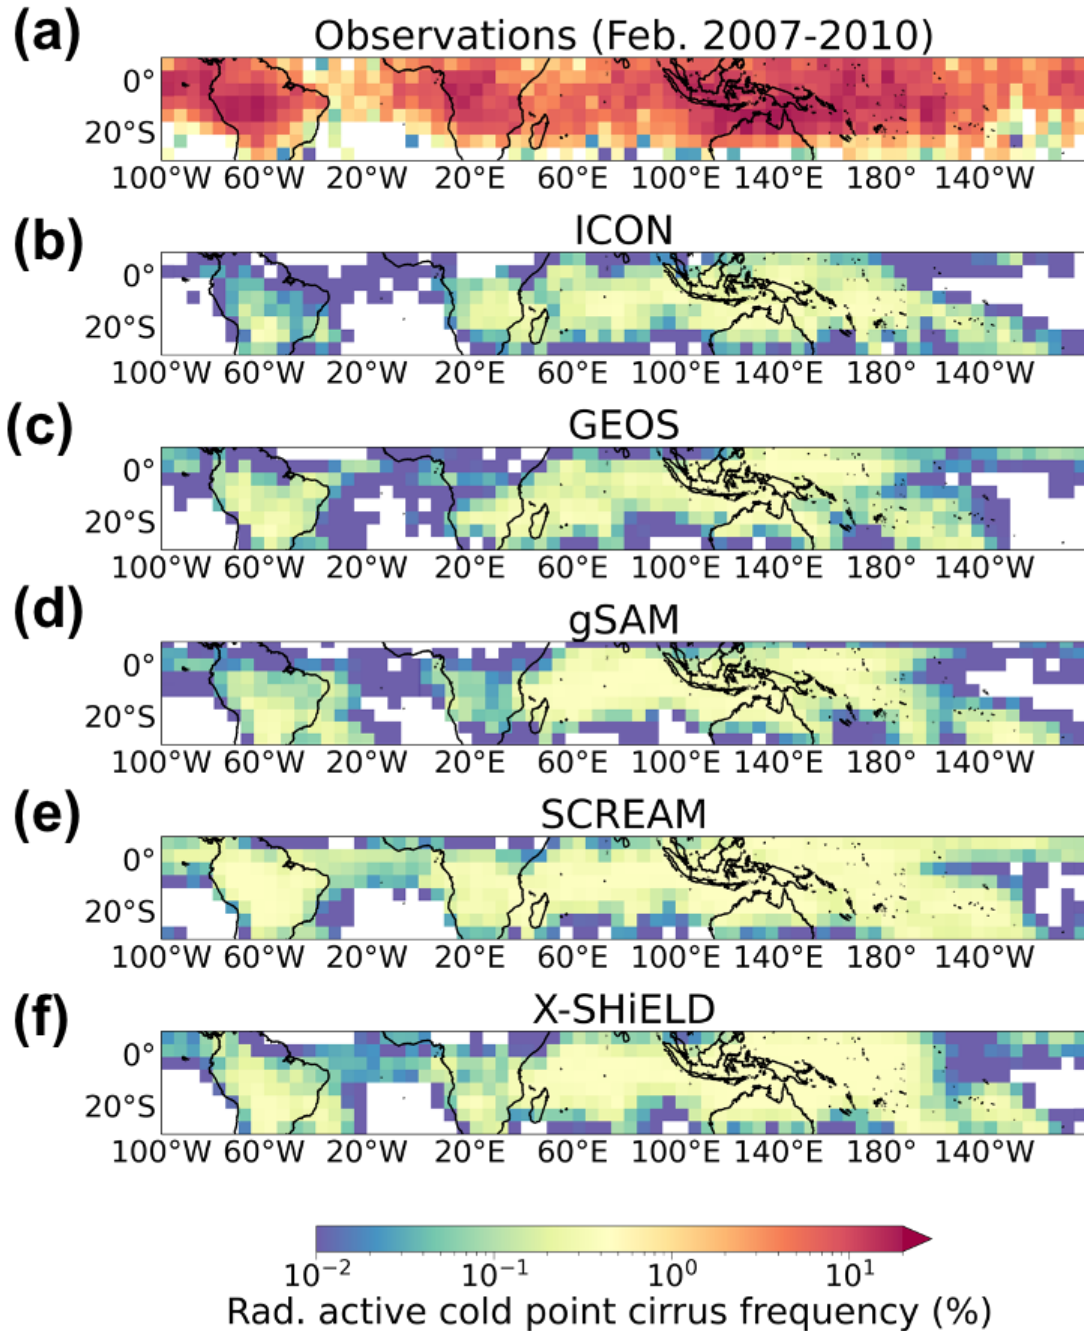 (a)
Observations (Feb. 2007-2010)
0°
20°S
100°W 60°W 20°W 20°E 60°E 100°E 140°E 180° 140°W
(b)
ICON
0°
20°S
100°W 60°W 20°W 20°E 60°E 100°E 140°E 180° 140°W
(c)
GEOS
0°
20°S
100°W 60°W 20°W 20°E 60°E 100°E 140°E 180° 140°W
(d)
gSAM
0°
20°S
100°W 60°W 20°W 20°E 60°E 100°E 140°E 180° 140°W
(e)
SCREAM
0°
20°S
100°W 60°W 20°W 20°E 60°E 100°E 140°E 180° 140°W
(f)
X-SHiELD
0°
20°S
100°W 60°W 20°W 20°E 60°E 100°E 140°E 180° 140°W
10⁻² 10⁻¹ 10⁰ 10¹
Rad. active cold point cirrus frequency (%)